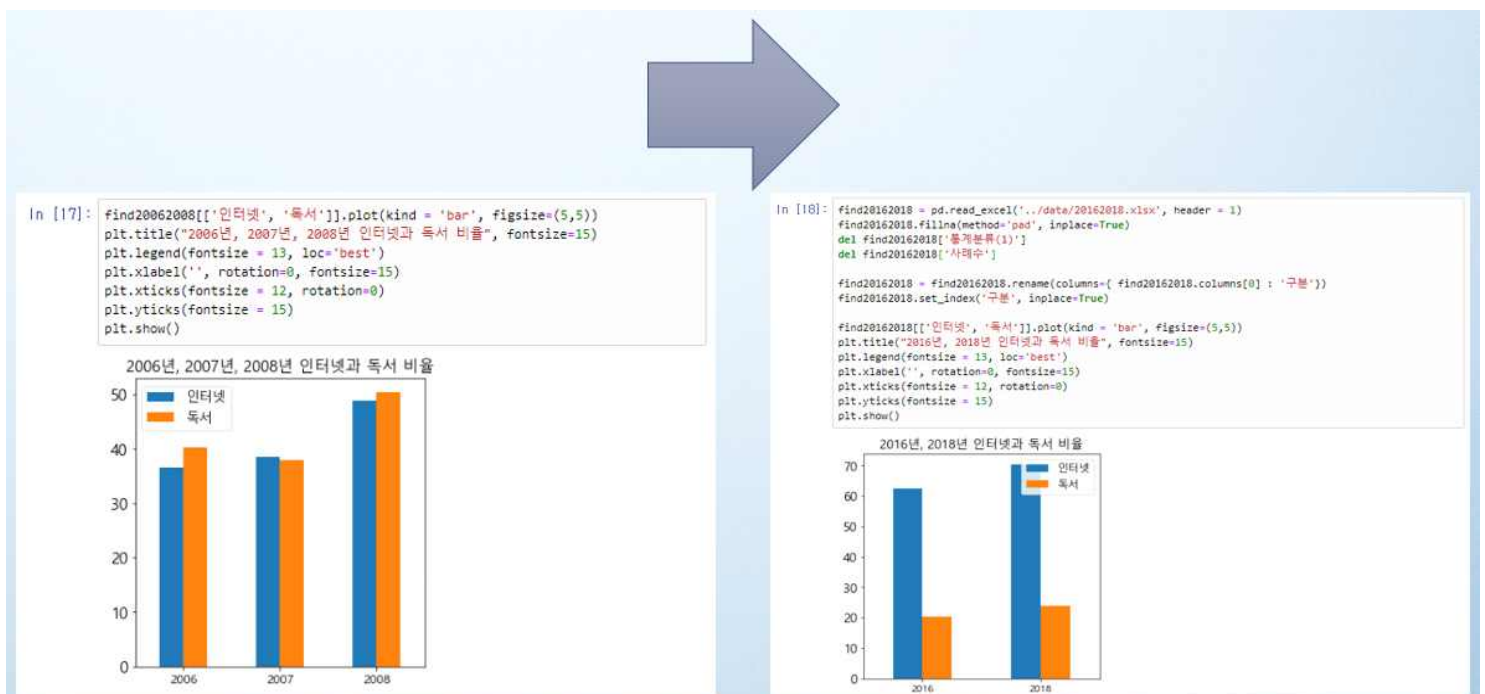 In [17]: find20062008[['인터넷', '독서']].plot(kind = 'bar', figsize=(5,5))
plt.title("2006년, 2007년, 2008년 인터넷과 독서 비율", fontsize=15)
plt.legend(fontsize = 13, loc='best')
plt.xlabel('', rotation=0, fontsize=15)
plt.xticks(fontsize = 12, rotation=0)
plt.yticks(fontsize = 15)
plt.show()
2006년, 2007년, 2008년 인터넷과 독서 비율
인터넷
독서
50
40
30
20
10
0
2006 2007 2008
In [18]: find20162018 = pd.read_excel('../data/20162018.xlsx', header = 1)
find20162018.fillna(method='pad', inplace=True)
del find20162018['통계분류(1)']
del find20162018['사례수']
find20162018 = find20162018.rename(columns={ find20162018.columns[0] : '구분'})
find20162018.set_index('구분', inplace=True)
find20162018[['인터넷', '독서']].plot(kind = 'bar', figsize=(5,5))
plt.title("2016년, 2018년 인터넷과 독서 비율", fontsize=15)
plt.legend(fontsize = 13, loc='best')
plt.xlabel('', rotation=0, fontsize=15)
plt.xticks(fontsize = 12, rotation=0)
plt.yticks(fontsize = 15)
plt.show()
2016년, 2018년 인터넷과 독서 비율
인터넷
독서
70
60
50
40
30
20
10
0
2016 2018